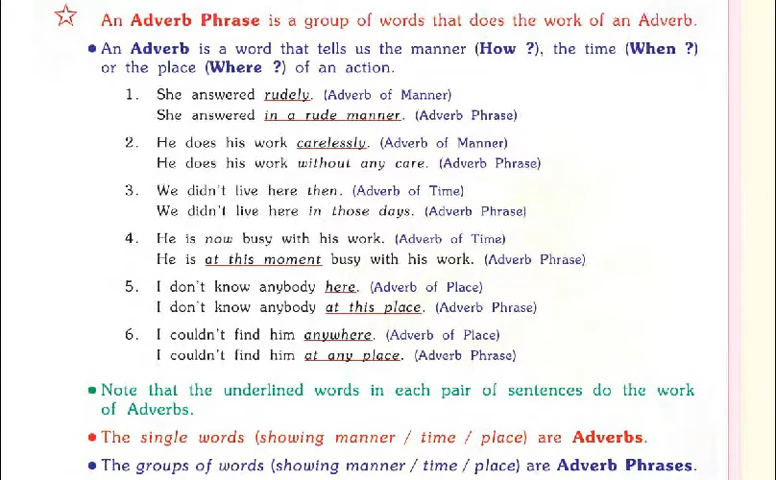 An Adverb Phrase is a group of words that does the work of an Adverb.
• An Adverb is a word that tells us the manner (How ?), the time (When ?)
or the place (Where ?) of an action.
1. She answered rudely. (Adverb of Manner)
She answered in a rude manner. (Adverb Phrase)
2. He does his work carelessly. (Adverb of Manner)
He does his work without any care. (Adverb Phrase)
3. We didn't live here then. (Adverb of Time)
We didn't live here in those days. (Adverb Phrase)
4. He is now busy with his work. (Adverb of Time)
He is at this moment busy with his work. (Adverb Phrase)
5. I don't know anybody here. (Adverb of Place)
I don't know anybody at this place. (Adverb Phrase)
6. I couldn't find him anywhere. (Adverb of Place)
I couldn't find him at any place. (Adverb Phrase)
• Note that the underlined words in each pair of sentences do the work
of Adverbs.
• The single words (showing manner / time / place) are Adverbs.
• The groups of words (showing manner / time / place) are Adverb Phrases.